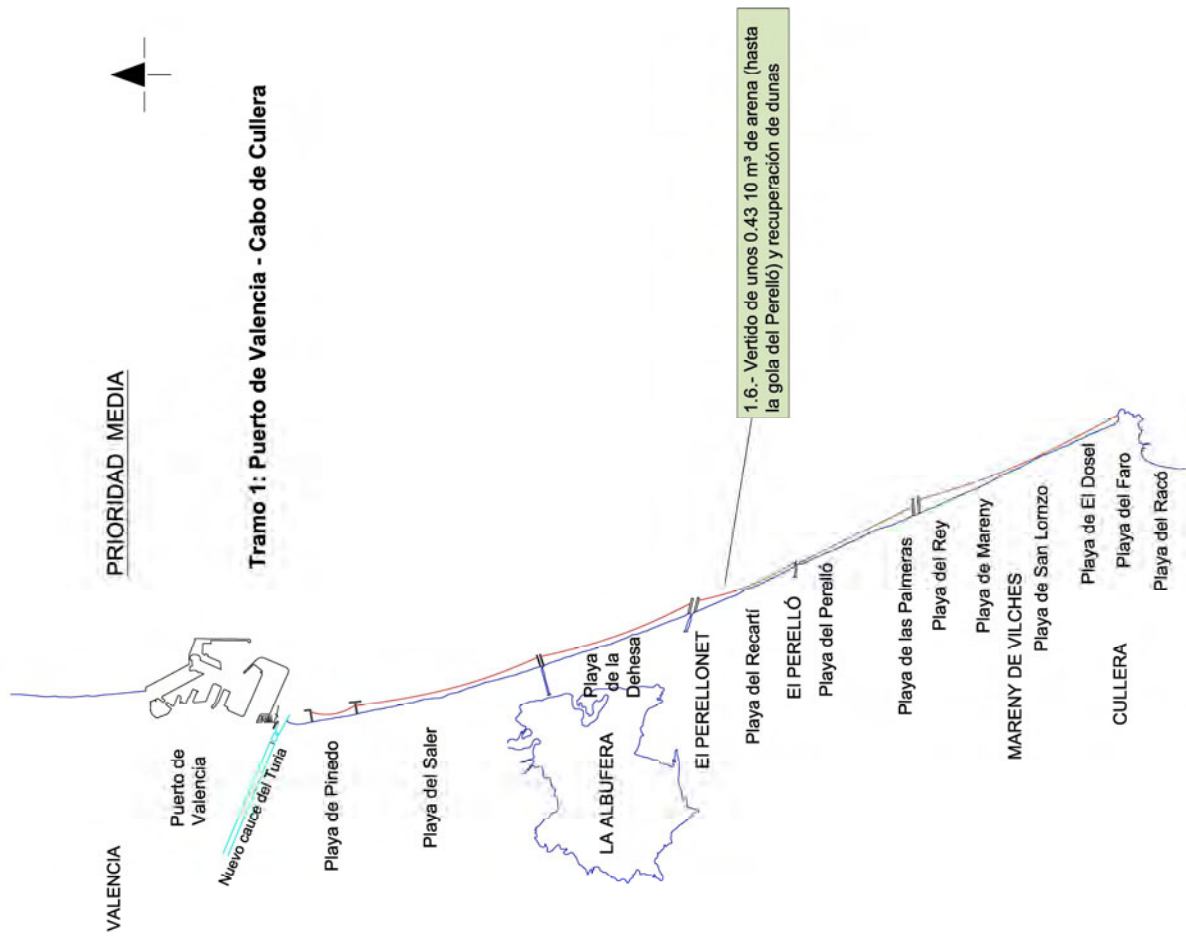 PRIORIDAD MEDIA
Tramo 1: Puerto de Valencia - Cabo de Cullera
VALENCIA
Puerto de
Valencia
Nuevo cauce del Turia
Playa de Pinedo
Playa del Saler
LA ALBUFERA
Playa
de la
Dehesa
El PERELLONET
Playa del Recartí
El PERELLÓ
Playa del Perelló
1.6.- Vertido de unos 0.43 10 m³ de arena (hasta
la gola del Perelló) y recuperación de dunas
Playa de las Palmeras
Playa del Rey
Playa de Mareny
MARENY DE VILCHES
Playa de San Lornzo
CULLERA
Playa de El Dosel
Playa del Faro
Playa del Racó